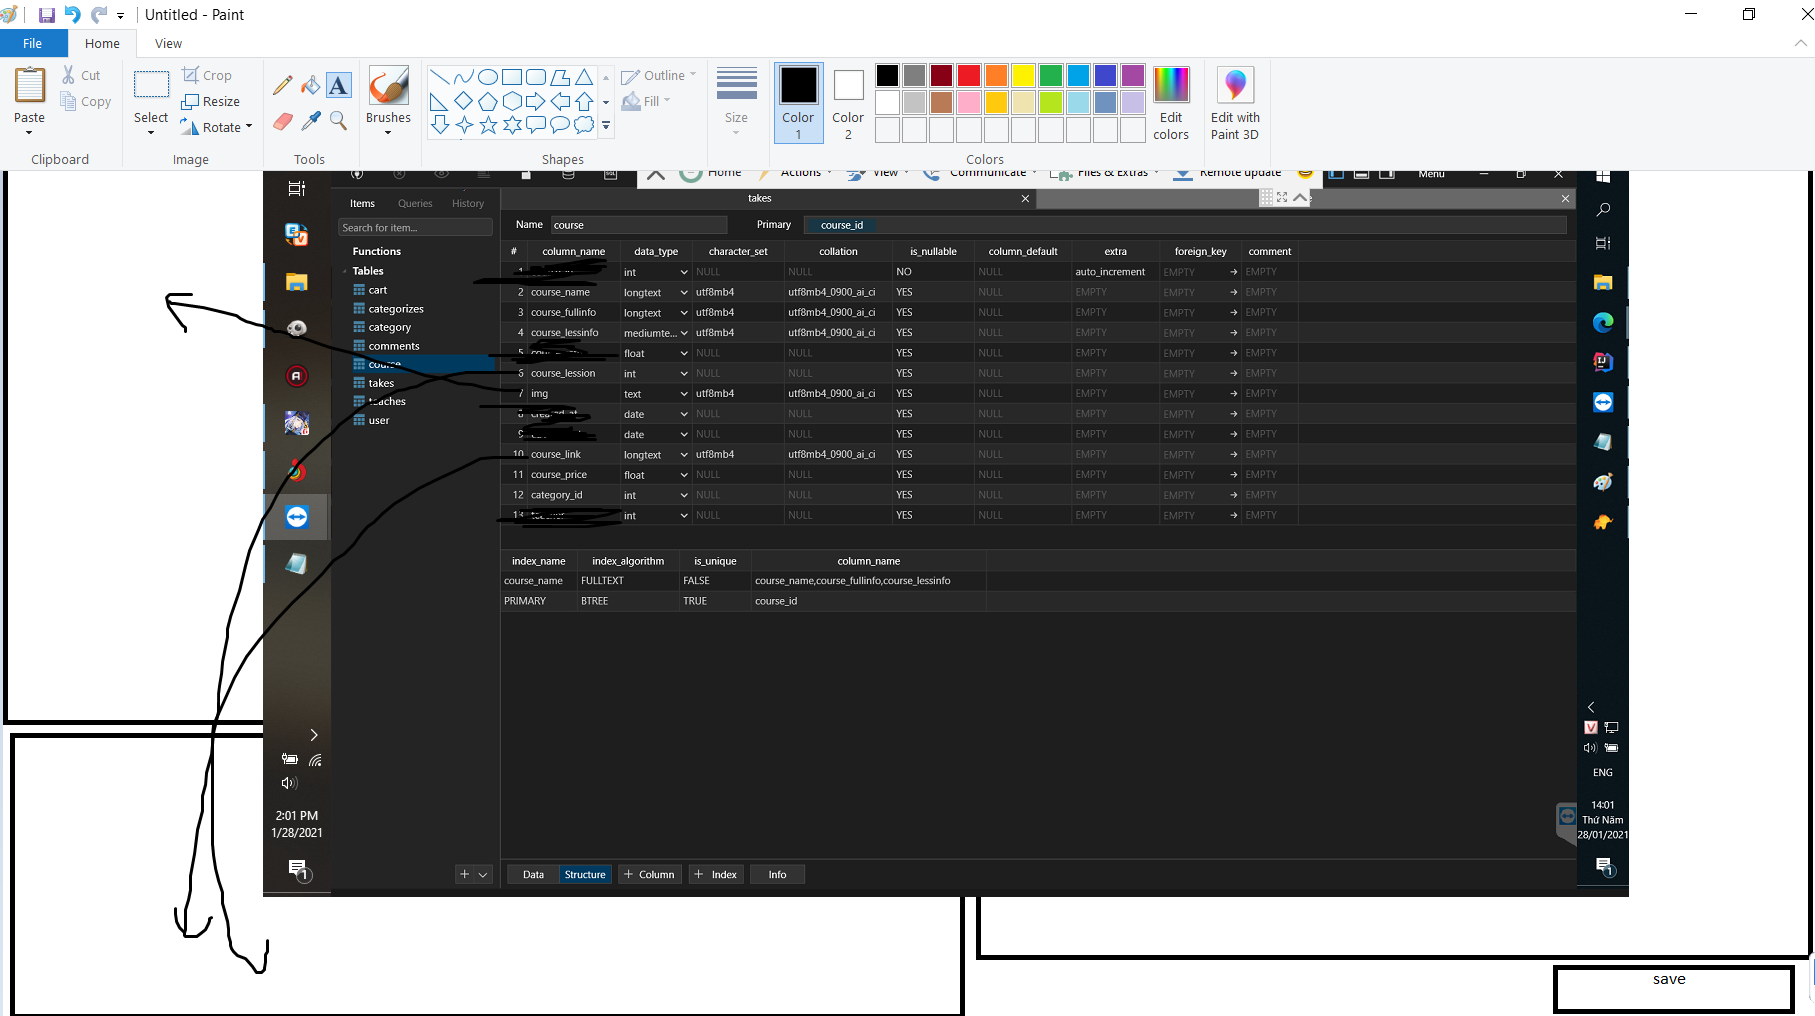 Untitled - Paint
File Home View
Paste Cut Copy Select Crop Resize Rotate A Brushes Outline Fill Size Color 1 Color 2 Edit colors Edit with Paint 3D
Clipboard Image Tools Shapes Colors
Home Actions View Communicate Files & Extras Remote update Menu
Items Queries History takes
Search for item... Name course Primary course_id
Functions
Tables
cart
categorizes
category
comments
course
takes
teaches
user
# column_name data_type character_set collation is_nullable column_default extra foreign_key comment
1 int NULL NULL NO NULL auto_increment EMPTY EMPTY
2 course_name longtext utf8mb4 utf8mb4_0900_ai_ci YES NULL EMPTY EMPTY EMPTY
3 course_fullinfo longtext utf8mb4 utf8mb4_0900_ai_ci YES NULL EMPTY EMPTY EMPTY
4 course_lessinfo mediumte... utf8mb4 utf8mb4_0900_ai_ci YES NULL EMPTY EMPTY EMPTY
5 float NULL NULL YES NULL EMPTY EMPTY EMPTY
6 course_lession int NULL NULL YES NULL EMPTY EMPTY EMPTY
7 img text utf8mb4 utf8mb4_0900_ai_ci YES NULL EMPTY EMPTY EMPTY
8 created_at date NULL NULL YES NULL EMPTY EMPTY EMPTY
9 date NULL NULL YES NULL EMPTY EMPTY EMPTY
10 course_link longtext utf8mb4 utf8mb4_0900_ai_ci YES NULL EMPTY EMPTY EMPTY
11 course_price float NULL NULL YES NULL EMPTY EMPTY EMPTY
12 category_id int NULL NULL YES NULL EMPTY EMPTY EMPTY
13 int NULL NULL YES NULL EMPTY EMPTY EMPTY
index_name index_algorithm is_unique column_name
course_name FULLTEXT FALSE course_name,course_fullinfo,course_lessinfo
PRIMARY BTREE TRUE course_id
2:01 PM
1/28/2021
1
Data Structure + Column + Index Info
ENG
14:01
Thứ Năm
28/01/2021
1
save